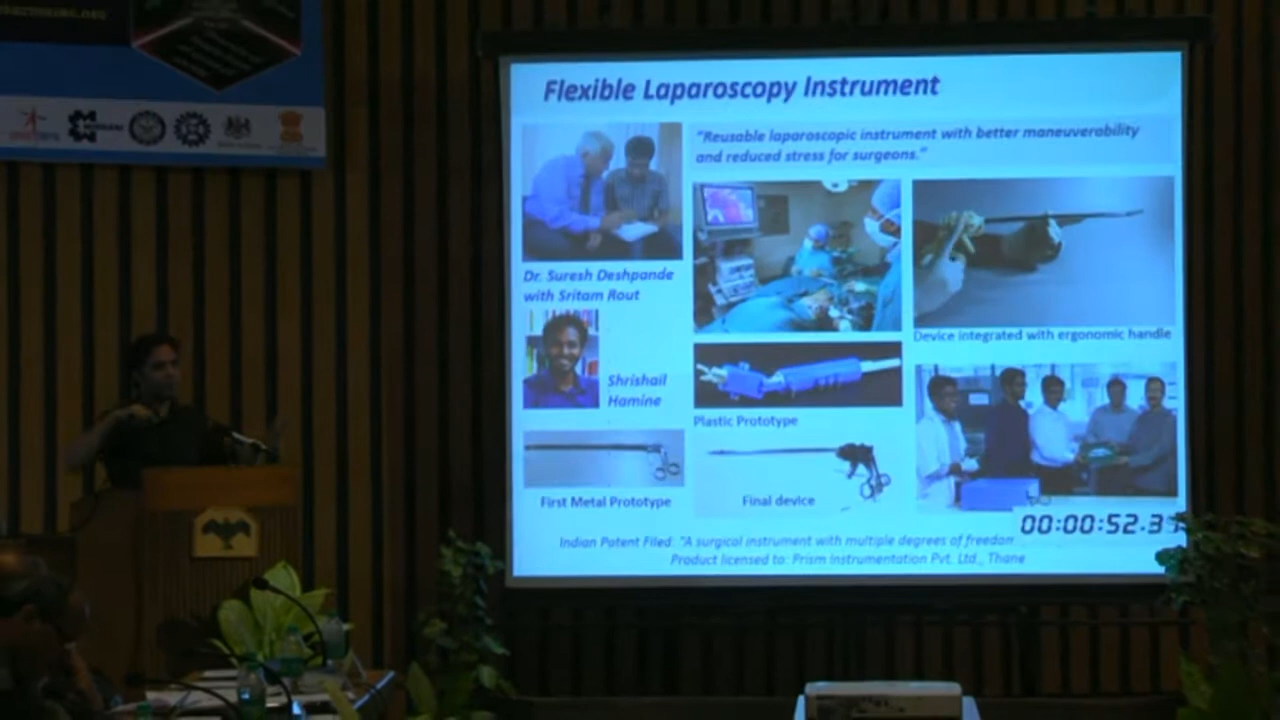 Flexible Laparoscopy Instrument
"Reusable laparoscopic instrument with better maneuverability
and reduced stress for surgeons."
Dr. Suresh Deshpande
with Sritam Rout
Device integrated with ergonomic handle
Shrishail
Hamine
Plastic Prototype
First Metal Prototype
Final device
00:00:52.3
Indian Patent Filed: "A surgical instrument with multiple degrees of freedom
Product licensed to: Prism Instrumentation Pvt. Ltd., Thane